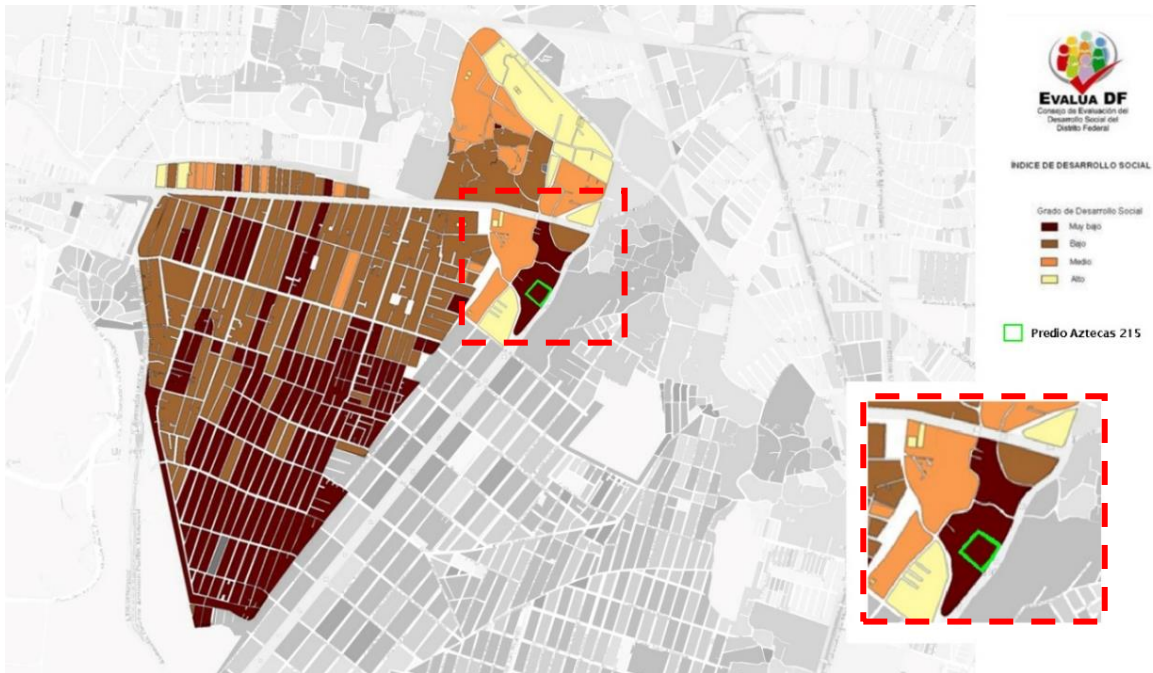 EVALUA DF
Consejo de Evaluación del
Desarrollo Social del
Distrito Federal
ÍNDICE DE DESARROLLO SOCIAL
Grado de Desarrollo Social
Muy bajo
Bajo
Medio
Alto
Predio Aztecas 215